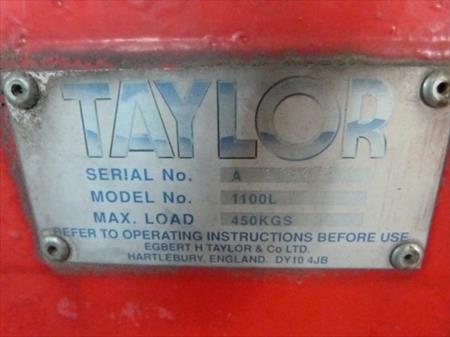 TAYLOR
SERIAL No. A
MODEL No. 1100L
MAX. LOAD 450KGS
REFER TO OPERATING INSTRUCTIONS BEFORE USE
EGBERT H TAYLOR & Co LTD.
HARTLEBURY, ENGLAND. DY10 4JB